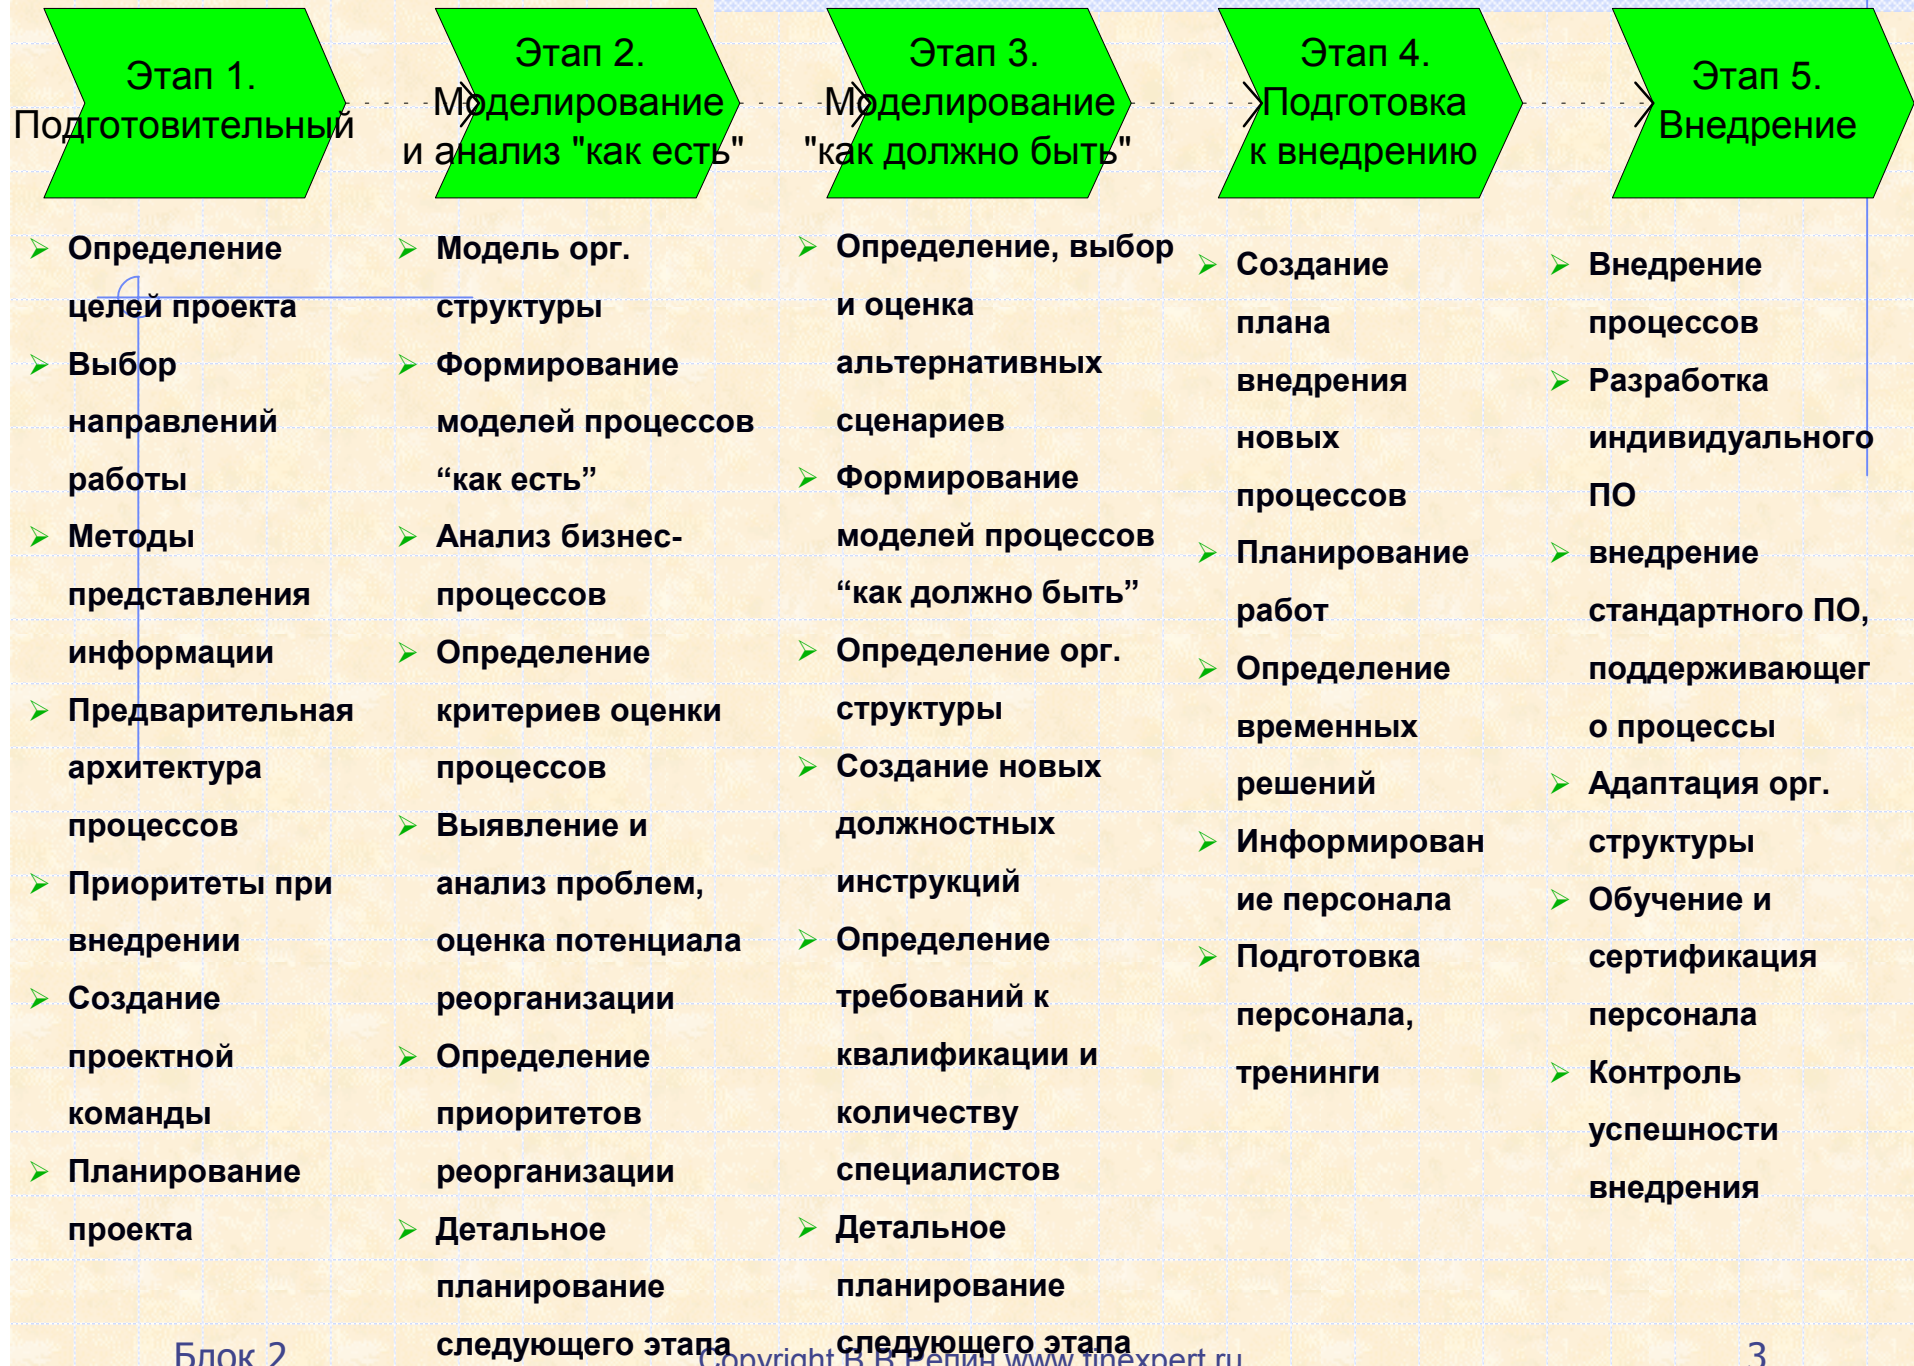 Этап 1.
Подготовительный
Этап 2.
Моделирование
и анализ "как есть"
Этап 3.
Моделирование
"как должно быть"
Этап 4.
Подготовка
к внедрению
Этап 5.
Внедрение
Определение
целей проекта
Выбор
направлений
работы
Методы
представления
информации
Предварительная
архитектура
процессов
Приоритеты при
внедрении
Создание
проектной
команды
Планирование
проекта
Модель орг.
структуры
Формирование
моделей процессов
“как есть”
Анализ бизнес-
процессов
Определение
критериев оценки
процессов
Выявление и
анализ проблем,
оценка потенциала
реорганизации
Определение
приоритетов
реорганизации
Детальное
планирование
следующего этапа
Определение, выбор
и оценка
альтернативных
сценариев
Формирование
моделей процессов
“как должно быть”
Определение орг.
структуры
Создание новых
должностных
инструкций
Определение
требований к
квалификации и
количеству
специалистов
Детальное
планирование
следующего этапа
Создание
плана
внедрения
новых
процессов
Планирование
работ
Определение
временных
решений
Информирован
ие персонала
Подготовка
персонала,
тренинги
Внедрение
процессов
Разработка
индивидуального
ПО
внедрение
стандартного ПО,
поддерживающег
о процессы
Адаптация орг.
структуры
Обучение и
сертификация
персонала
Контроль
успешности
внедрения
Блок 2
Copyright В.В.Репин www.finexpert.ru
3